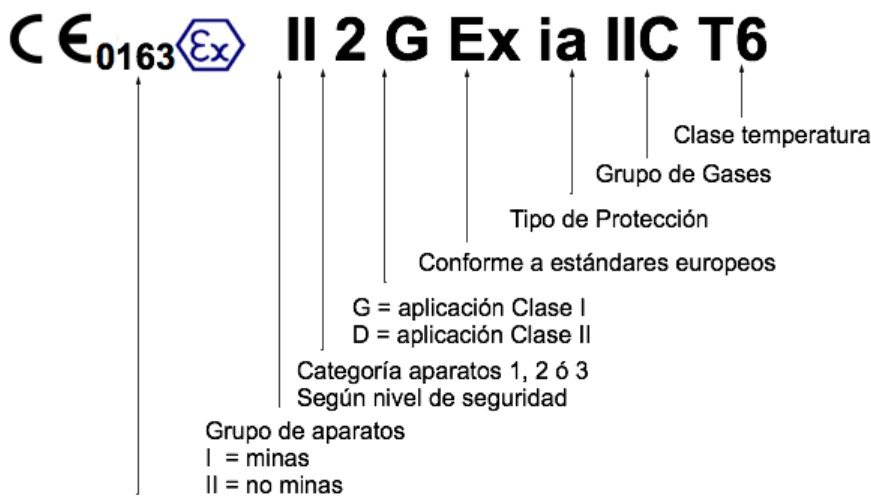 CE 0163 Ex II 2 G Ex ia IIC T6
Clase temperatura
Grupo de Gases
Tipo de Protección
Conforme a estándares europeos
G = aplicación Clase I
D = aplicación Clase II
Categoría aparatos 1, 2 ó 3
Según nivel de seguridad
Grupo de aparatos
I = minas
II = no minas